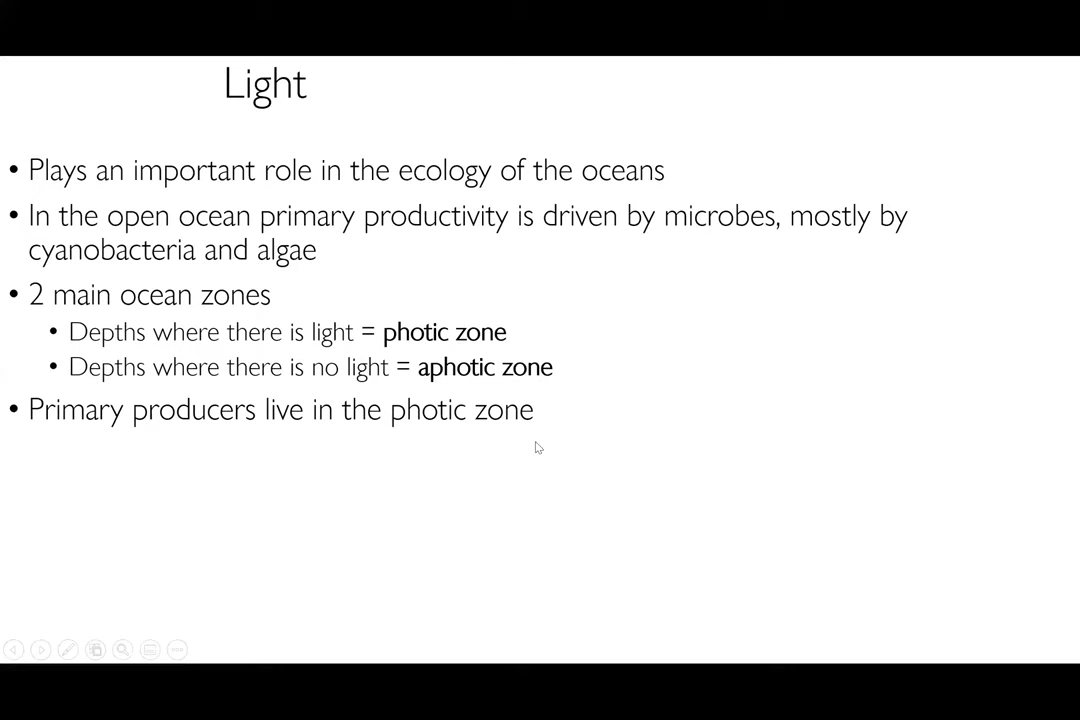 Light
• Plays an important role in the ecology of the oceans
• In the open ocean primary productivity is driven by microbes, mostly by
cyanobacteria and algae
• 2 main ocean zones
• Depths where there is light = photic zone
• Depths where there is no light = aphotic zone
• Primary producers live in the photic zone